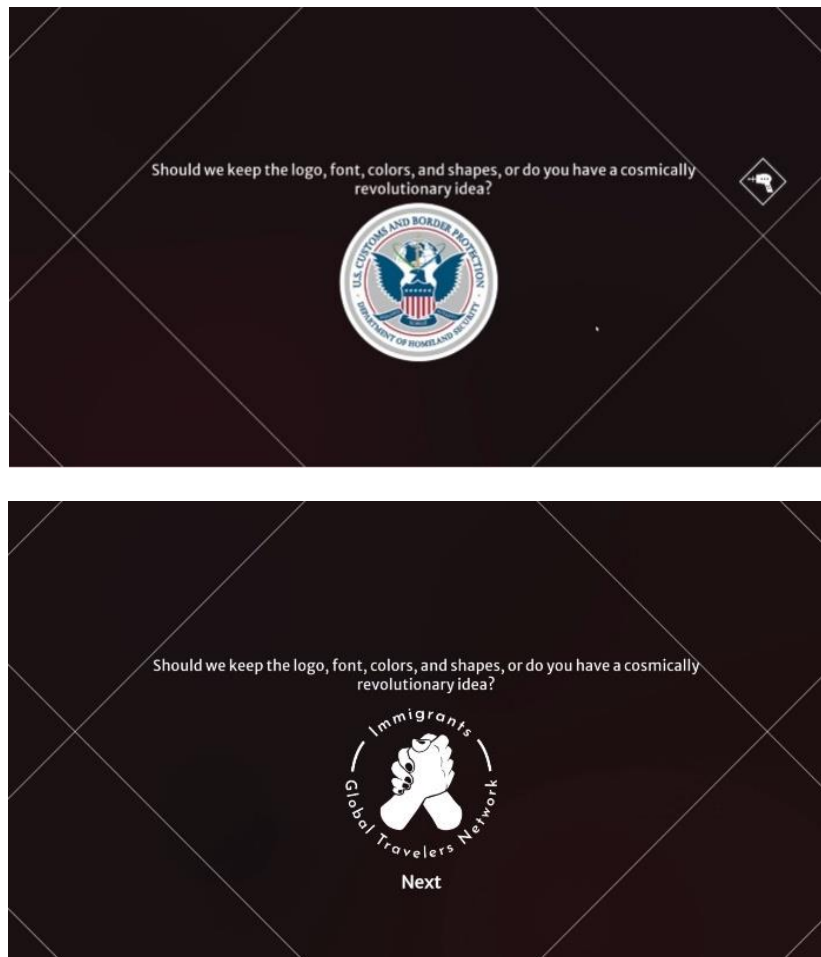 Should we keep the logo, font, colors, and shapes, or do you have a cosmically
revolutionary idea?
U.S. CUSTOMS AND BORDER PROTECTION
DEPARTMENT OF HOMELAND SECURITY
Should we keep the logo, font, colors, and shapes, or do you have a cosmically
revolutionary idea?
Immigrants
Global Travelers Network
Next